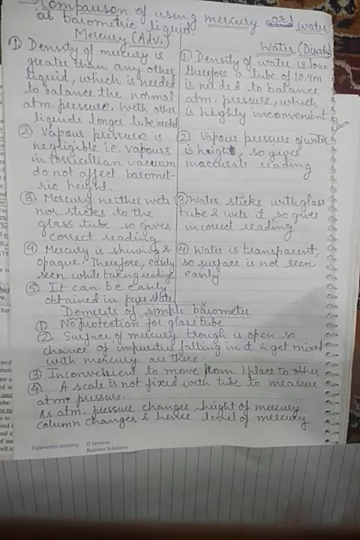 Comparison of using mercury and water
as barometric liquid
Mercury (Adv.)
① Density of mercury is
greater than any other
liquid, which is needed
to balance the normal
atm. pressure. With other
liquids longer tube needed
② Vapour pressure is
negligible i.e. vapours
in torricellian vacuum
do not affect baromet-
ric height.
③ Mercury neither wets
nor sticks to the
glass tube so gives
correct reading
④ Mercury is shining &
opaque. Therefore, easily
seen while taking readings
⑤ It can be easily
obtained in pure state
Water (Disadv)
① Density of water is low
therefore a tube of 10.4m
is needed to balance
atm. pressure, which
is highly inconvenient
② Vapour pressure of water
is height, so gives
inaccurate reading
③ Water sticks with glass
tube & wets it, so gives
incorrect reading
④ Water is transparent,
so surface is not seen
easily
Demerits of simple barometer
① No protection for glass tube
② Surface of mercury trough is open so
chances of impurities falling in it & get mixed
with mercury are there
③ Inconvenient to move from 1 place to other
④ A scale is not fixed with tube to measure
atm pressure.
As atm. pressure changes, height of mercury
column changes & hence level of mercury
Experience certainty
IT Services
Business Solutions